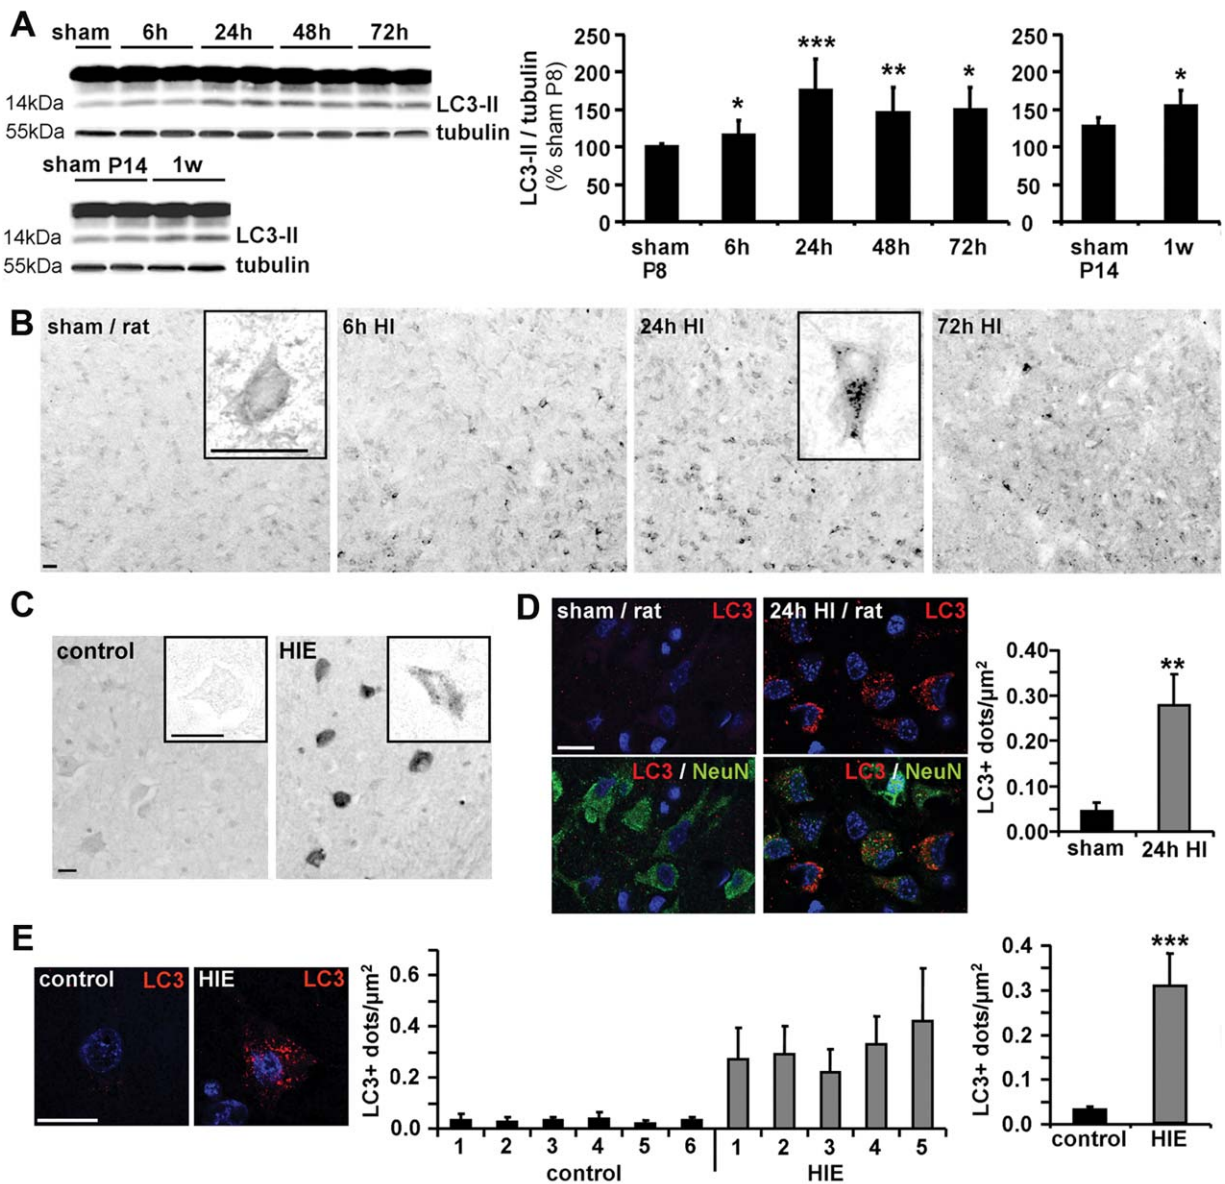 A
sham 6h 24h 48h 72h
14kDa LC3-II
55kDa tubulin
sham P14 1w
14kDa LC3-II
55kDa tubulin
LC3-II / tubulin
(% sham P8)
250
200
150
100
50
0
*
***
**
*
sham 6h 24h 48h 72h
P8
250
200
150
100
50
0
*
sham 1w
P14
B
sham / rat
6h HI
24h HI
72h HI
C
control
HIE
D
sham / rat LC3
24h HI / rat LC3
LC3 / NeuN
LC3 / NeuN
LC3+ dots/µm²
0.40
0.30
0.20
0.10
0.00
**
sham 24h HI
E
control LC3
HIE LC3
LC3+ dots/µm²
0.6
0.4
0.2
0.0
1 2 3 4 5 6 1 2 3 4 5
control HIE
LC3+ dots/µm²
0.4
0.3
0.2
0.1
0.0
***
control HIE